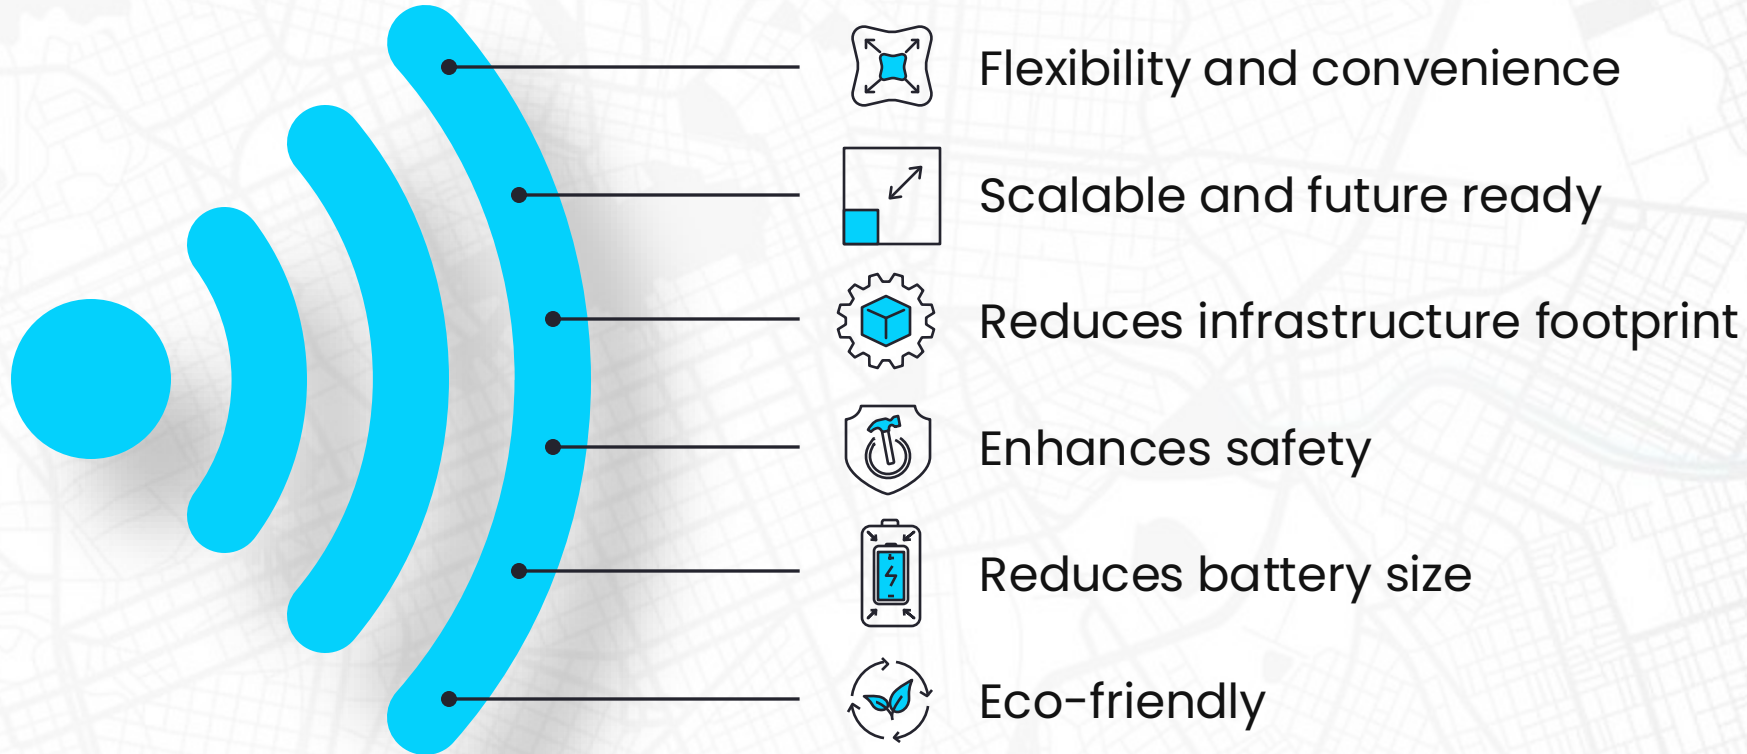 Flexibility and convenience
Scalable and future ready
Reduces infrastructure footprint
Enhances safety
Reduces battery size
Eco-friendly